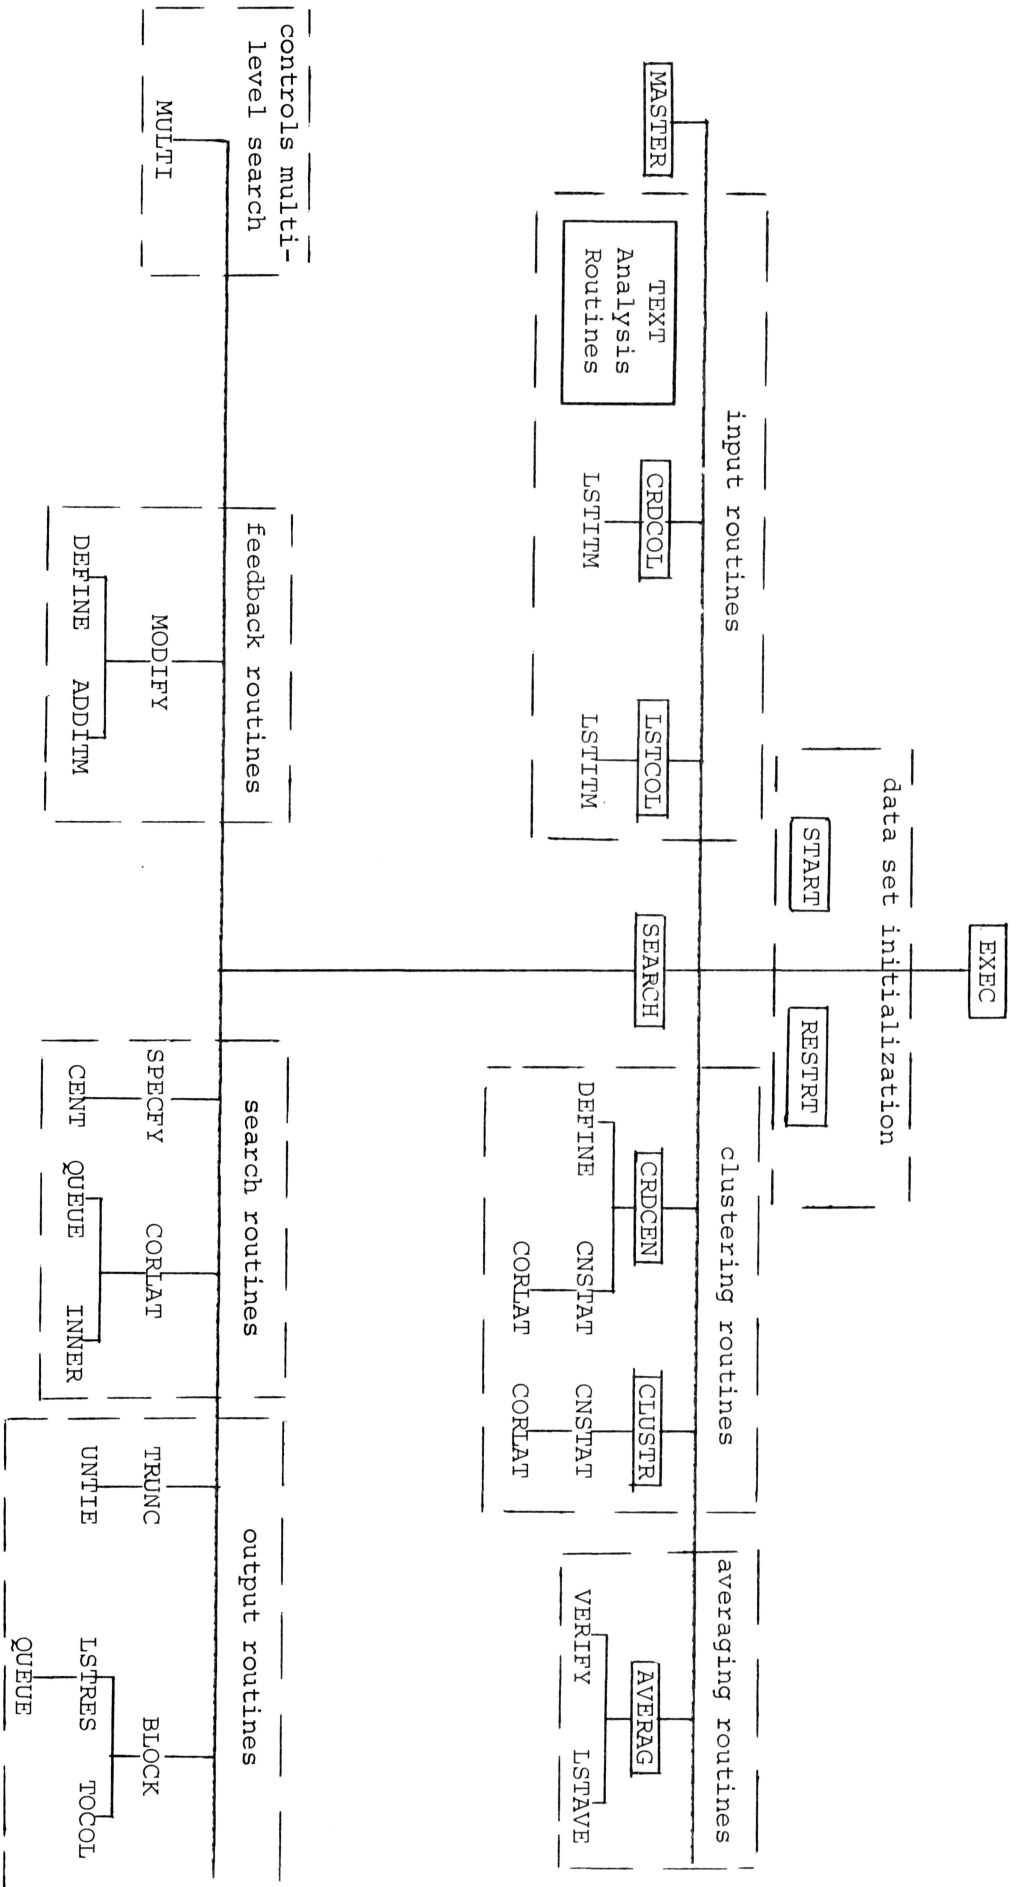 EXEC
data set initialization
START
RESTRT
MASTER
input routines
TEXT
Analysis
Routines
CRDCOL
LSTITM
LSTCOL
LSTITM
SEARCH
clustering routines
CRDCEN
DEFINE
CNSTAT
CORLAT
CLUSTR
CNSTAT
CORLAT
averaging routines
AVERAG
VERIFY
LSTAVE
controls multi-
level search
MULTI
feedback routines
MODIFY
DEFINE
ADDITM
search routines
SPECFY
CENT
CORLAT
QUEUE
INNER
output routines
TRUNC
UNTIE
BLOCK
LSTRES
TOCOL
QUEUE